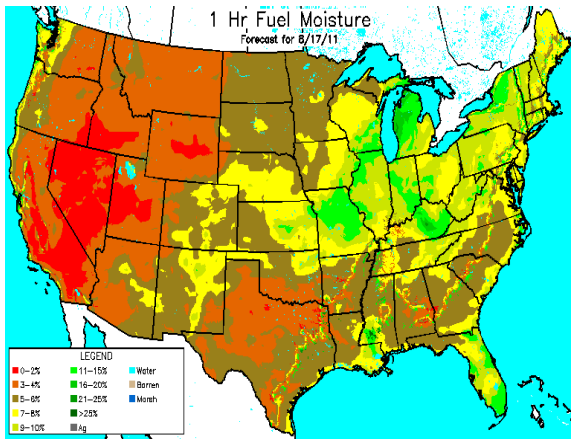 1 Hr Fuel Moisture
Forecast for 8/17/11
LEGEND
0-2% 11-15% Water
3-4% 16-20% Barren
5-6% 21-25% Marsh
7-8% >25%
9-10% Ag